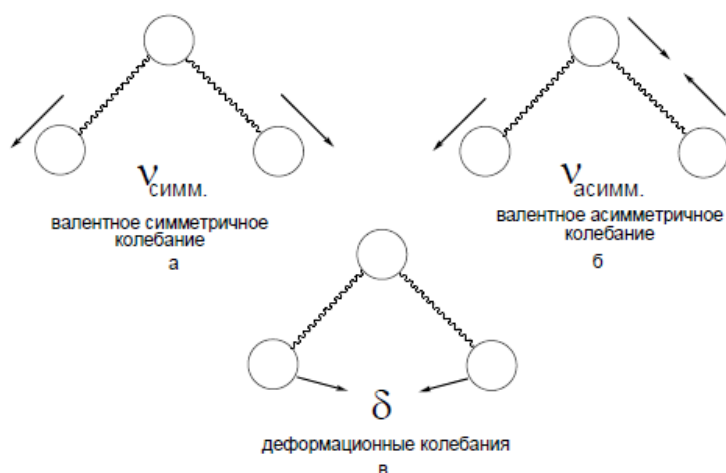 νсимм.
валентное симметричное
колебание
а
νасимм.
валентное асимметричное
колебание
б
δ
деформационные колебания
в